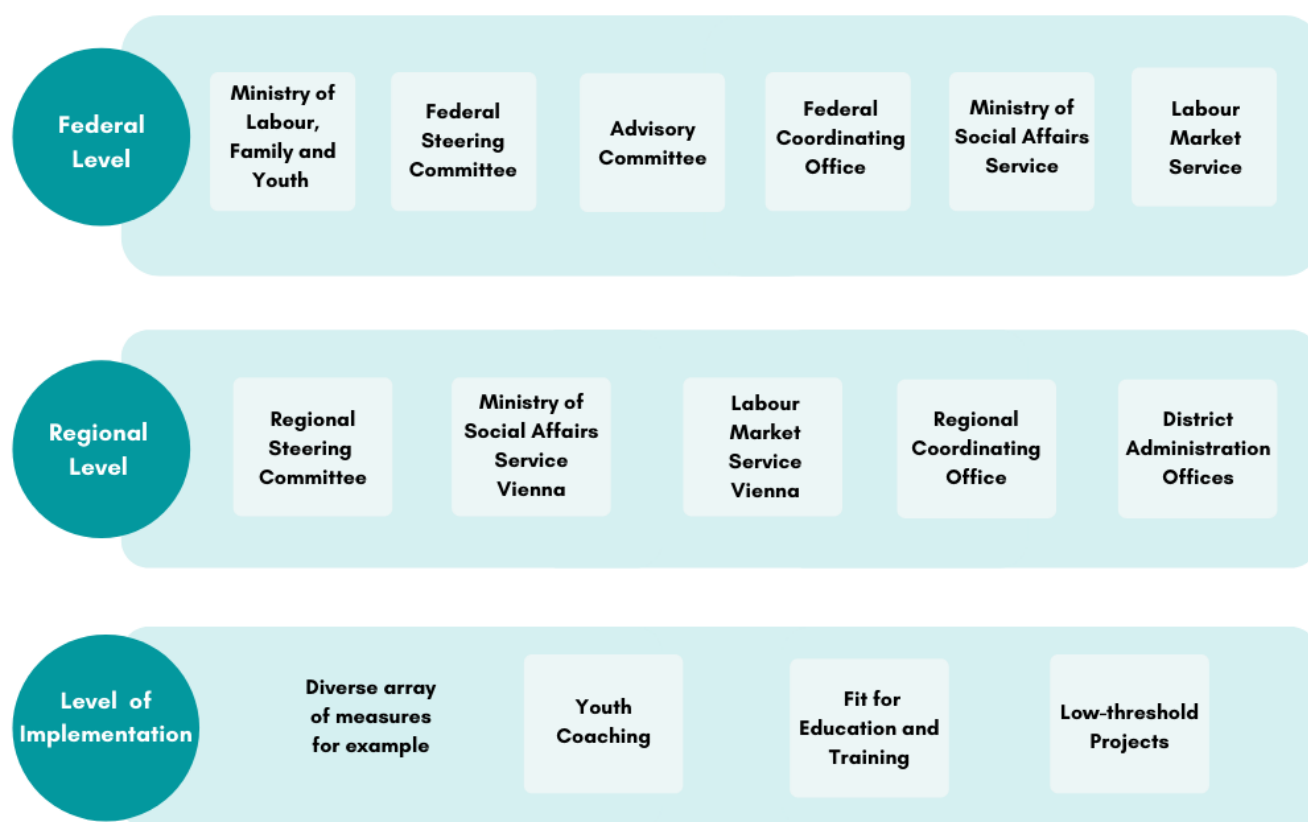 Federal
Level
Ministry of
Labour,
Family and
Youth
Federal
Steering
Committee
Advisory
Committee
Federal
Coordinating
Office
Ministry of
Social Affairs
Service
Labour
Market
Service
Regional
Level
Regional
Steering
Committee
Ministry of
Social Affairs
Service
Vienna
Labour
Market
Service
Vienna
Regional
Coordinating
Office
District
Administration
Offices
Level of
Implementation
Diverse array
of measures
for example
Youth
Coaching
Fit for
Education and
Training
Low-threshold
Projects